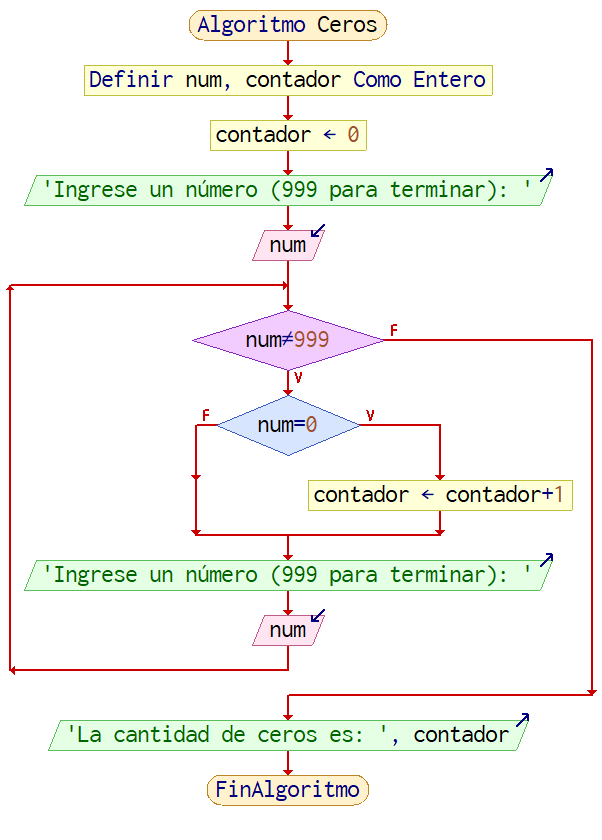 Algoritmo Ceros
Definir num, contador Como Entero
contador ← 0
'Ingrese un número (999 para terminar): '
num
num≠999
F
V
num=0
F
V
contador ← contador+1
'Ingrese un número (999 para terminar): '
num
'La cantidad de ceros es: ', contador
FinAlgoritmo